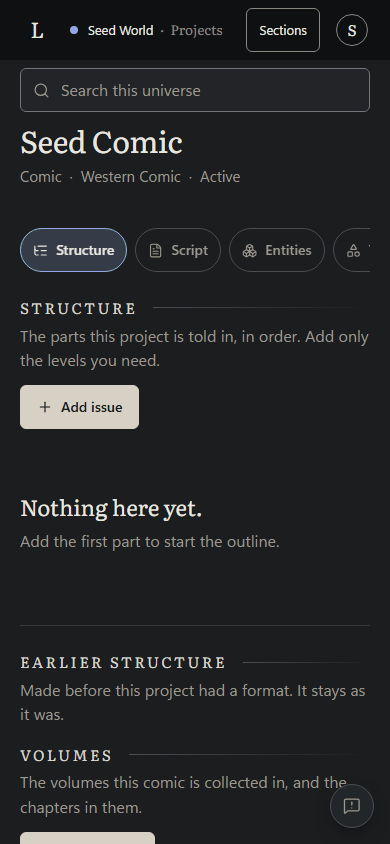 L
Seed World · Projects
Sections
S
Search this universe
Seed Comic
Comic · Western Comic · Active
Structure
Script
Entities
STRUCTURE
The parts this project is told in, in order. Add only
the levels you need.
+ Add issue
Nothing here yet.
Add the first part to start the outline.
EARLIER STRUCTURE
Made before this project had a format. It stays as
it was.
VOLUMES
The volumes this comic is collected in, and the
chapters in them.